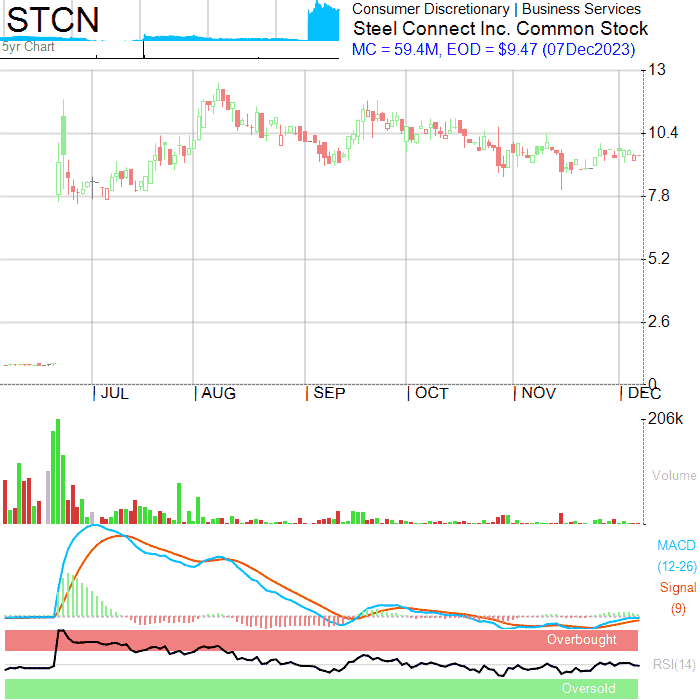 STCN
5yr Chart
Consumer Discretionary | Business Services
Steel Connect Inc. Common Stock
MC = 59.4M, EOD = $9.47 (07Dec2023)
13
10.4
7.8
5.2
2.6
0
JUL AUG SEP OCT NOV DEC
206k
Volume
MACD
(12-26)
Signal
(9)
Overbought
RSI(14)
Oversold